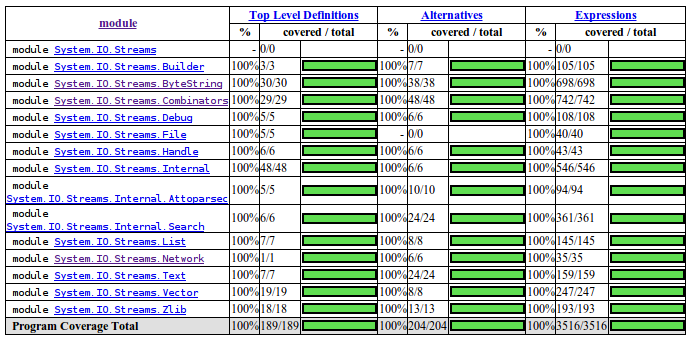 module Top Level Definitions Alternatives Expressions
% covered / total % covered / total % covered / total
module System.IO.Streams - 0/0 - 0/0 - 0/0
module System.IO.Streams.Builder 100% 3/3 100% 7/7 100% 105/105
module System.IO.Streams.ByteString 100% 30/30 100% 38/38 100% 698/698
module System.IO.Streams.Combinators 100% 29/29 100% 48/48 100% 742/742
module System.IO.Streams.Debug 100% 5/5 100% 6/6 100% 108/108
module System.IO.Streams.File 100% 5/5 - 0/0 100% 40/40
module System.IO.Streams.Handle 100% 6/6 100% 6/6 100% 43/43
module System.IO.Streams.Internal 100% 48/48 100% 6/6 100% 546/546
module
System.IO.Streams.Internal.Attoparsec 100% 5/5 100% 10/10 100% 94/94
module
System.IO.Streams.Internal.Search 100% 6/6 100% 24/24 100% 361/361
module System.IO.Streams.List 100% 7/7 100% 8/8 100% 145/145
module System.IO.Streams.Network 100% 1/1 100% 6/6 100% 35/35
module System.IO.Streams.Text 100% 7/7 100% 24/24 100% 159/159
module System.IO.Streams.Vector 100% 19/19 100% 8/8 100% 247/247
module System.IO.Streams.Zlib 100% 18/18 100% 13/13 100% 193/193
Program Coverage Total 100% 189/189 100% 204/204 100% 3516/3516